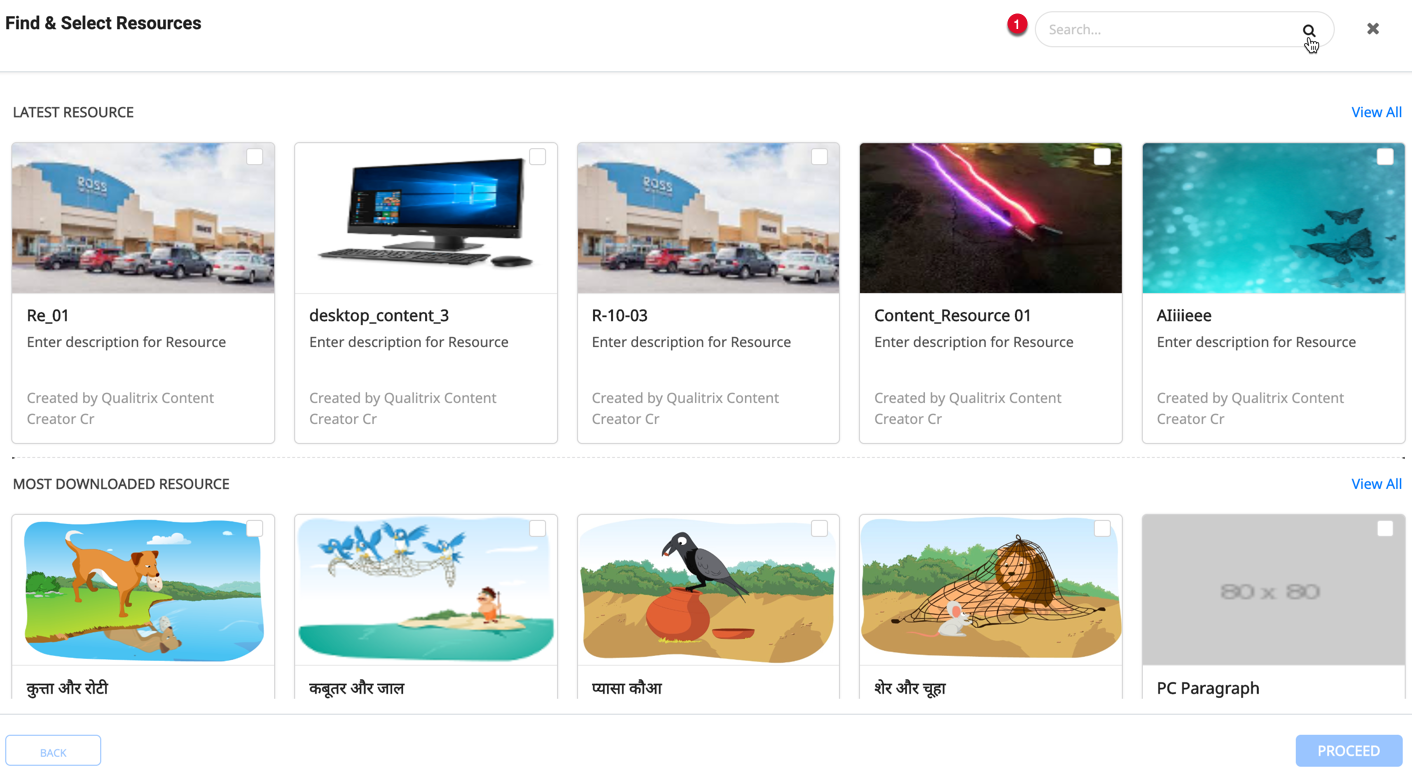 Find & Select Resources
1
Search...
LATEST RESOURCE
View All
ROSS
ROSS
Re_01
desktop_content_3
R-10-03
Content_Resource 01
AIiiieee
Enter description for Resource
Enter description for Resource
Enter description for Resource
Enter description for Resource
Enter description for Resource
Created by Qualitrix Content
Creator Cr
Created by Qualitrix Content
Creator Cr
Created by Qualitrix Content
Creator Cr
Created by Qualitrix Content
Creator Cr
Created by Qualitrix Content
Creator Cr
MOST DOWNLOADED RESOURCE
View All
80 x 80
कुत्ता और रोटी
कबूतर और जाल
प्यासा कौआ
शेर और चूहा
PC Paragraph
BACK
PROCEED